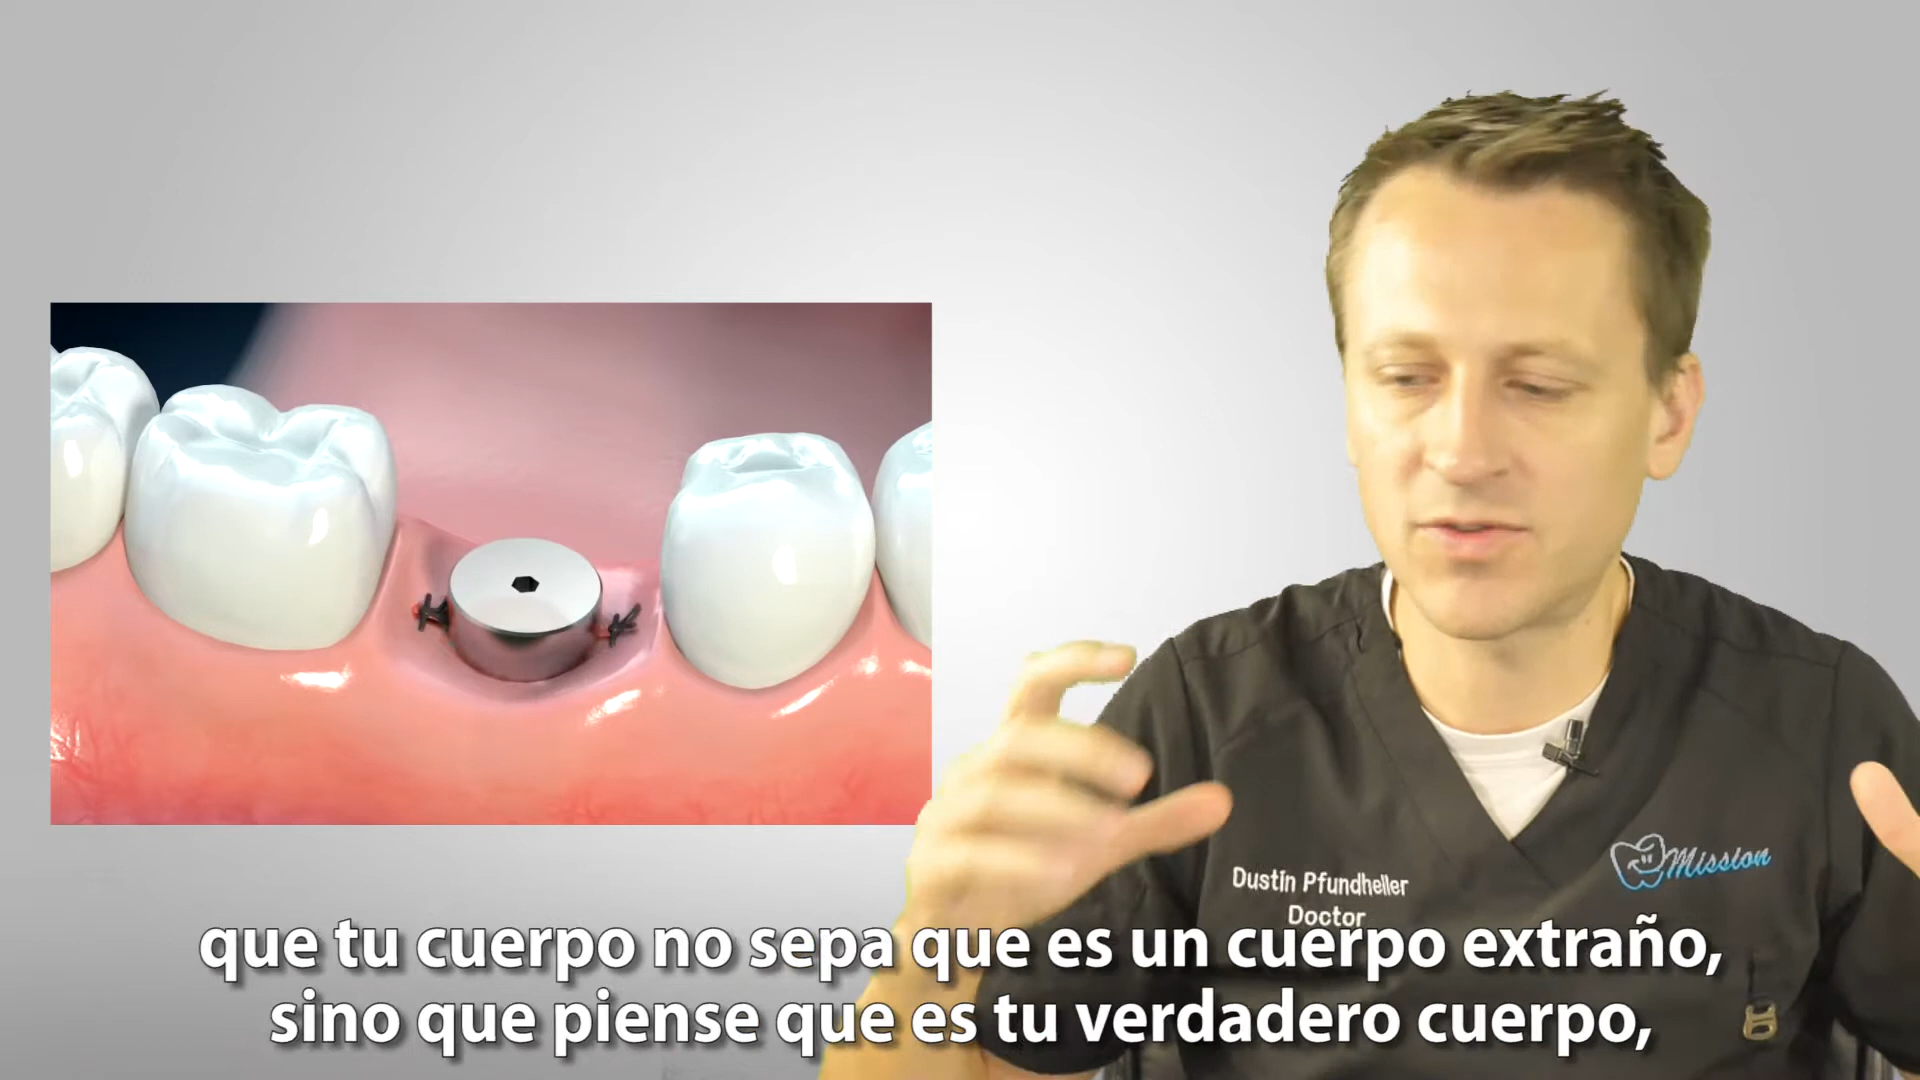 Dustin Pfundheller
Doctor
Mission
que tu cuerpo no sepa que es un cuerpo extraño,
sino que piense que es tu verdadero cuerpo,